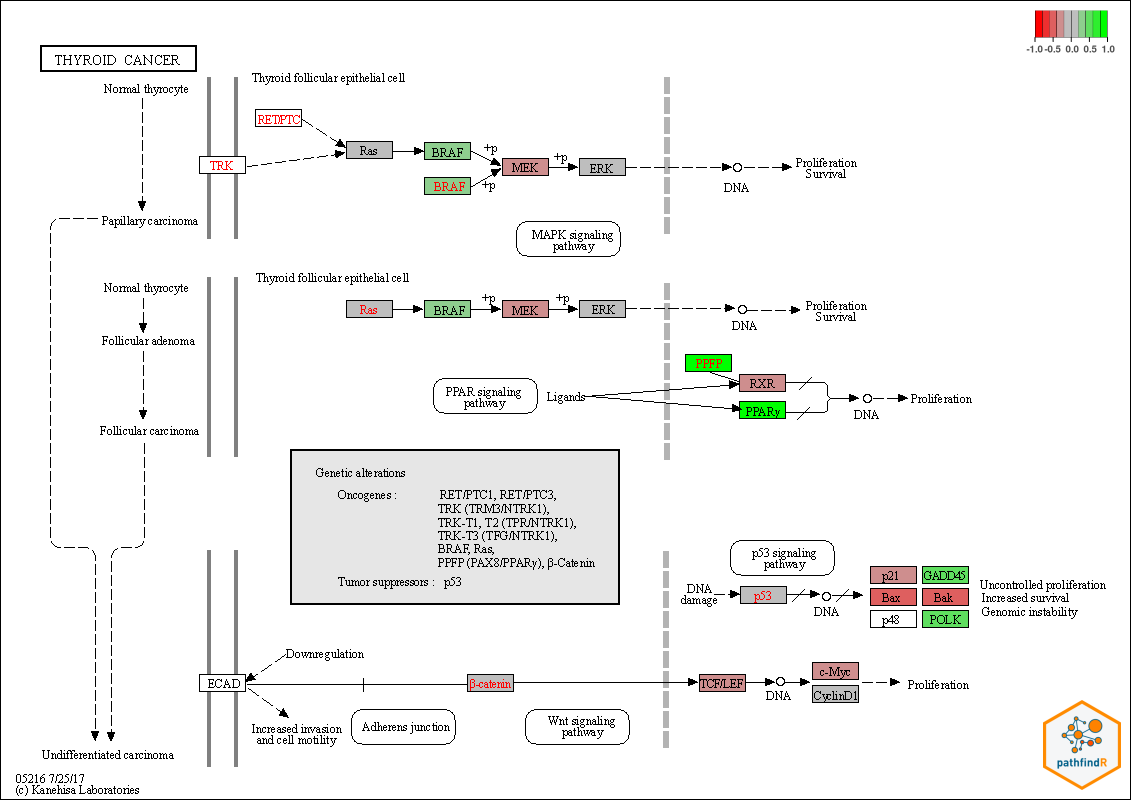 -1.0 -0.5 0.0 0.5 1.0
THYROID CANCER
Normal thyrocyte
Thyroid follicular epithelial cell
RET/PTC
TRK
Ras
BRAF
+p
MEK
+p
ERK
BRAF
+p
DNA
Proliferation
Survival
Papillary carcinoma
MAPK signaling
pathway
Normal thyrocyte
Thyroid follicular epithelial cell
Ras
BRAF
+p
MEK
+p
ERK
DNA
Proliferation
Survival
Follicular adenoma
PPFP
PPAR signaling
pathway
Ligands
RXR
PPARγ
DNA
Proliferation
Follicular carcinoma
Genetic alterations
Oncogenes :
RET/PTC1, RET/PTC3,
TRK (TRM3/NTRK1),
TRK-T1, T2 (TPR/NTRK1),
TRK-T3 (TFG/NTRK1),
BRAF, Ras,
PPFP (PAX8/PPARγ), β-Catenin
Tumor suppressors : p53
p53 signaling
pathway
DNA
damage
p53
DNA
p21
GADD45
Bax
Bak
p48
POLK
Uncontrolled proliferation
Increased survival
Genomic instability
Downregulation
ECAD
β-catenin
TCF/LEF
DNA
c-Myc
CyclinD1
Proliferation
Increased invasion
and cell motility
Adherens junction
Wnt signaling
pathway
Undifferentiated carcinoma
05216 7/25/17
(c) Kanehisa Laboratories
pathfindR